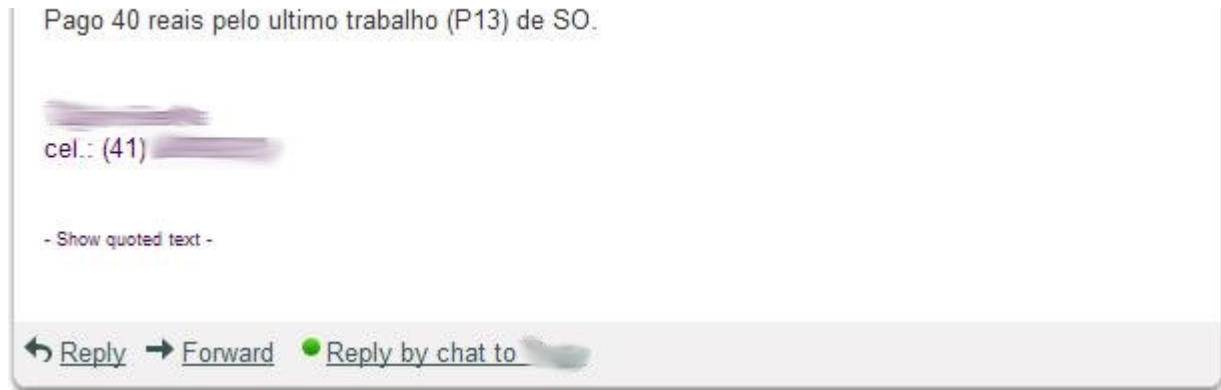 Pago 40 reais pelo ultimo trabalho (P13) de SO.
cel.: (41)
- Show quoted text -
Reply Forward Reply by chat to